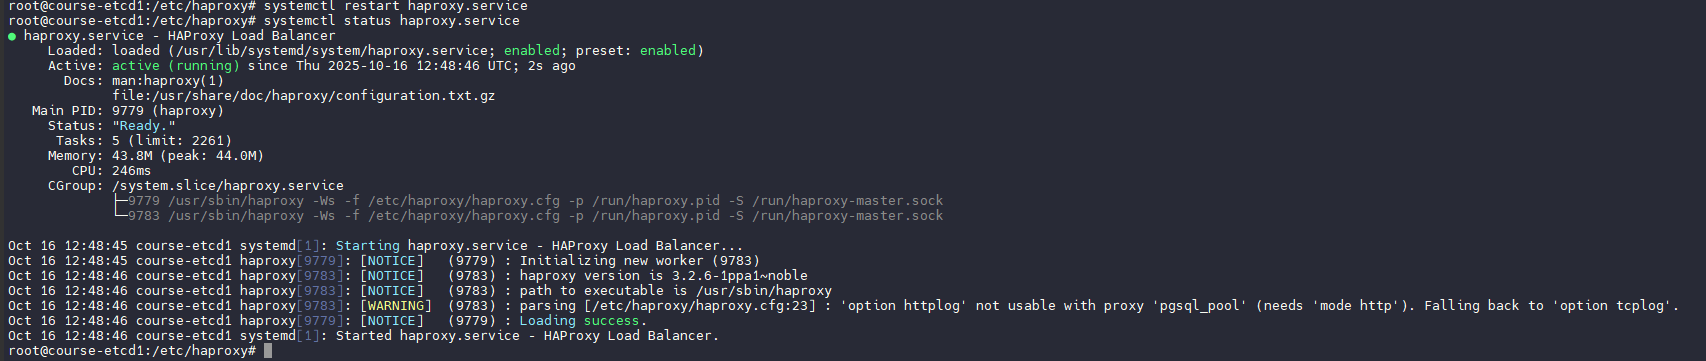 root@course-etcd1:/etc/haproxy# systemctl restart haproxy.service
root@course-etcd1:/etc/haproxy# systemctl status haproxy.service
● haproxy.service - HAProxy Load Balancer
     Loaded: loaded (/usr/lib/systemd/system/haproxy.service; enabled; preset: enabled)
     Active: active (running) since Thu 2025-10-16 12:48:46 UTC; 2s ago
       Docs: man:haproxy(1)
             file:/usr/share/doc/haproxy/configuration.txt.gz
   Main PID: 9779 (haproxy)
     Status: "Ready."
      Tasks: 5 (limit: 2261)
     Memory: 43.8M (peak: 44.0M)
        CPU: 246ms
     CGroup: /system.slice/haproxy.service
             ├─9779 /usr/sbin/haproxy -Ws -f /etc/haproxy/haproxy.cfg -p /run/haproxy.pid -S /run/haproxy-master.sock
             └─9783 /usr/sbin/haproxy -Ws -f /etc/haproxy/haproxy.cfg -p /run/haproxy.pid -S /run/haproxy-master.sock

Oct 16 12:48:45 course-etcd1 systemd[1]: Starting haproxy.service - HAProxy Load Balancer...
Oct 16 12:48:45 course-etcd1 haproxy[9779]: [NOTICE]   (9779) : Initializing new worker (9783)
Oct 16 12:48:46 course-etcd1 haproxy[9783]: [NOTICE]   (9783) : haproxy version is 3.2.6-1ppa1~noble
Oct 16 12:48:46 course-etcd1 haproxy[9783]: [NOTICE]   (9783) : path to executable is /usr/sbin/haproxy
Oct 16 12:48:46 course-etcd1 haproxy[9783]: [WARNING]  (9783) : parsing [/etc/haproxy/haproxy.cfg:23] : 'option httplog' not usable with proxy 'pgsql_pool' (needs 'mode http'). Falling back to 'option tcplog'.
Oct 16 12:48:46 course-etcd1 haproxy[9779]: [NOTICE]   (9779) : Loading success.
Oct 16 12:48:46 course-etcd1 systemd[1]: Started haproxy.service - HAProxy Load Balancer.
root@course-etcd1:/etc/haproxy#